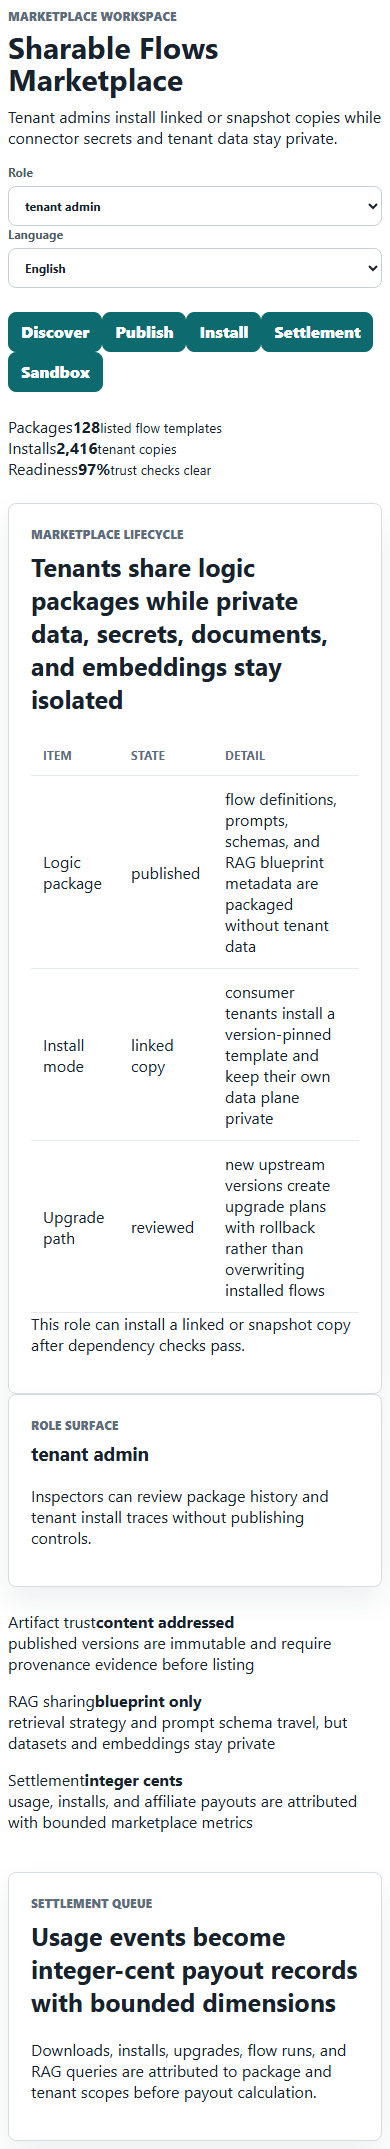 MARKETPLACE WORKSPACE
Sharable Flows
Marketplace
Tenant admins install linked or snapshot copies while
connector secrets and tenant data stay private.
Role
tenant admin
Language
English
Discover Publish Install Settlement
Sandbox
Packages128listed flow templates
Installs2,416tenant copies
Readiness97%trust checks clear
MARKETPLACE LIFECYCLE
Tenants share logic
packages while private
data, secrets, documents,
and embeddings stay
isolated
ITEM STATE DETAIL
Logic
package
published
flow definitions,
prompts,
schemas, and
RAG blueprint
metadata are
packaged
without tenant
data
Install
mode
linked
copy
consumer
tenants install a
version-pinned
template and
keep their own
data plane
private
Upgrade
path
reviewed
new upstream
versions create
upgrade plans
with rollback
rather than
overwriting
installed flows
This role can install a linked or snapshot copy
after dependency checks pass.
ROLE SURFACE
tenant admin
Inspectors can review package history and
tenant install traces without publishing
controls.
Artifact trustcontent addressed
published versions are immutable and require
provenance evidence before listing
RAG sharingblueprint only
retrieval strategy and prompt schema travel, but
datasets and embeddings stay private
Settlementinteger cents
usage, installs, and affiliate payouts are attributed
with bounded marketplace metrics
SETTLEMENT QUEUE
Usage events become
integer-cent payout records
with bounded dimensions
Downloads, installs, upgrades, flow runs, and
RAG queries are attributed to package and
tenant scopes before payout calculation.